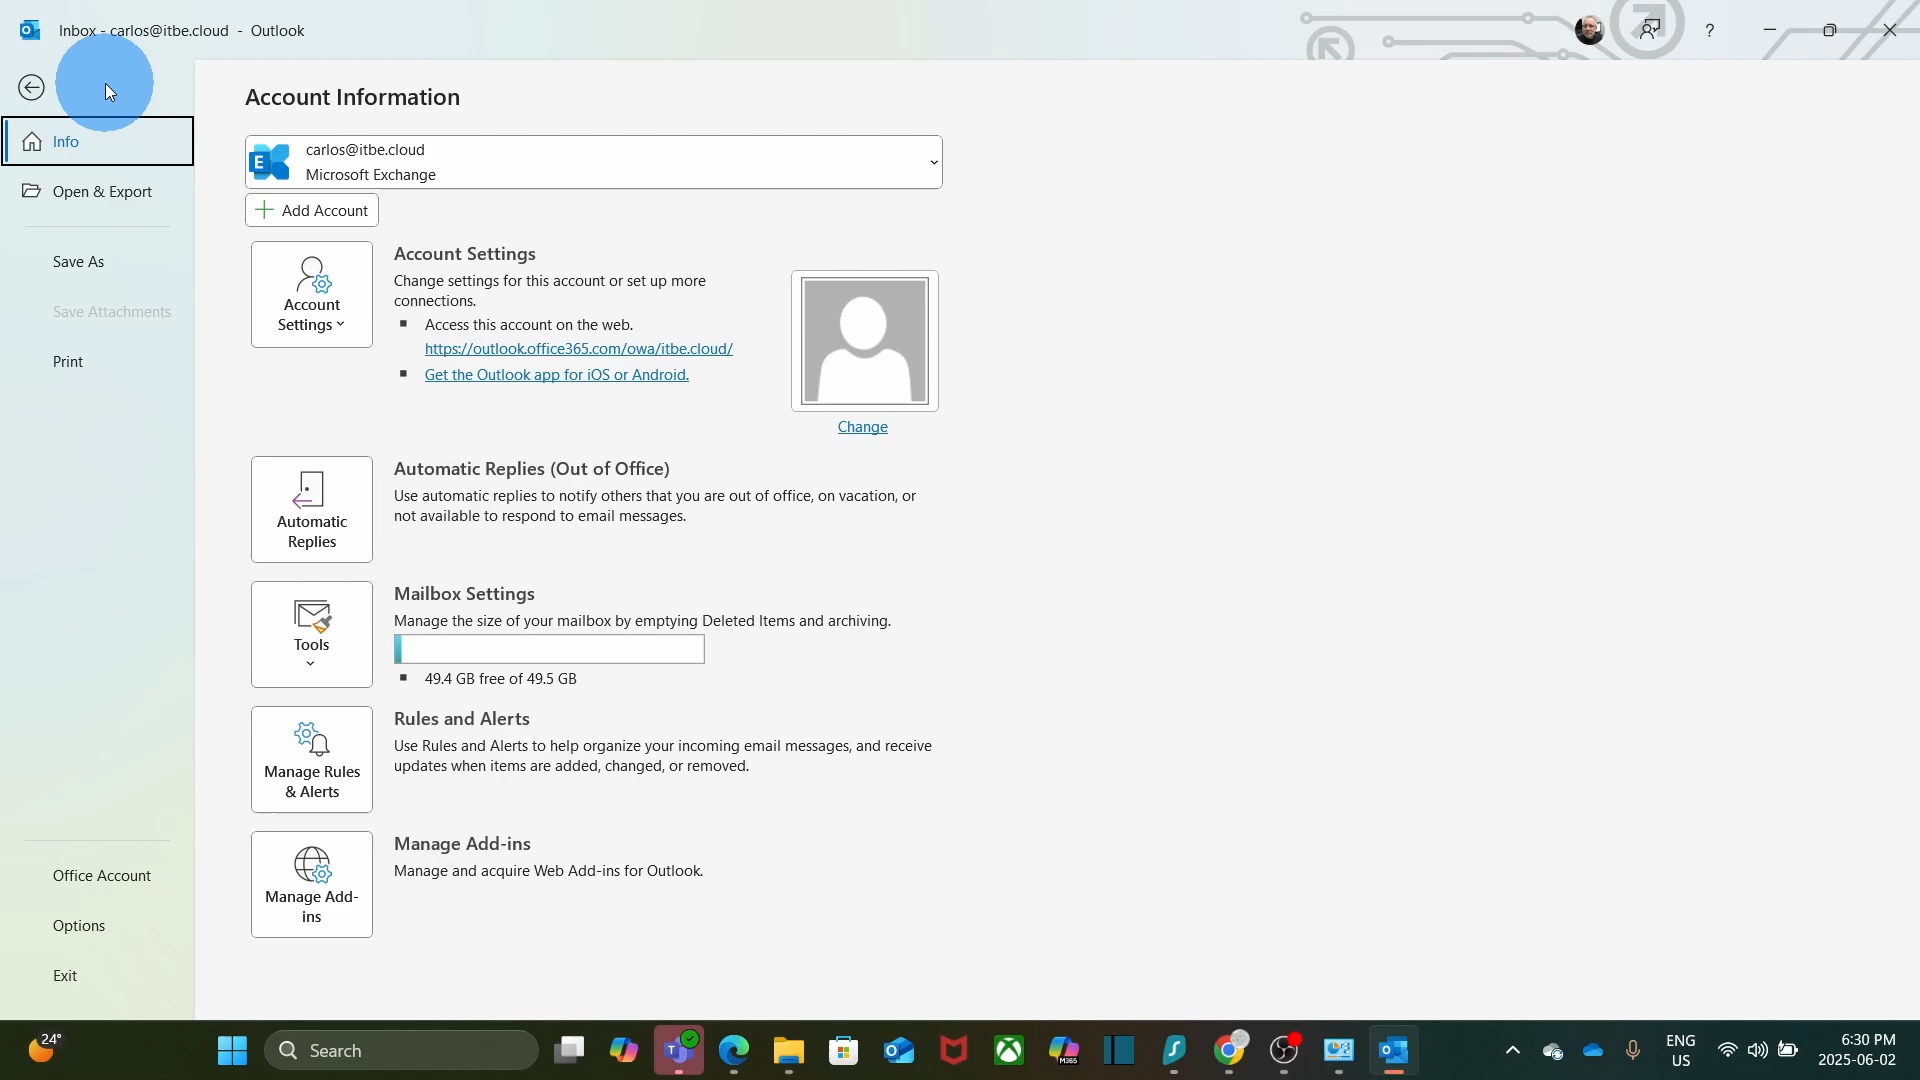 Inbox - carlos@itbe.cloud - Outlook
?
Account Information
Info
Open & Export
Save As
Save Attachments
Print
Office Account
Options
Exit
E
carlos@itbe.cloud
Microsoft Exchange
Add Account
Account
Settings
Account Settings
Change settings for this account or set up more
connections.
Access this account on the web.
https://outlook.office365.com/owa/itbe.cloud/
Get the Outlook app for iOS or Android.
Change
Automatic
Replies
Automatic Replies (Out of Office)
Use automatic replies to notify others that you are out of office, on vacation, or
not available to respond to email messages.
Tools
Mailbox Settings
Manage the size of your mailbox by emptying Deleted Items and archiving.
49.4 GB free of 49.5 GB
Manage Rules
& Alerts
Rules and Alerts
Use Rules and Alerts to help organize your incoming email messages, and receive
updates when items are added, changed, or removed.
Manage Add-
ins
Manage Add-ins
Manage and acquire Web Add-ins for Outlook.
24°
Search
M365
ENG
US
6:30 PM
2025-06-02